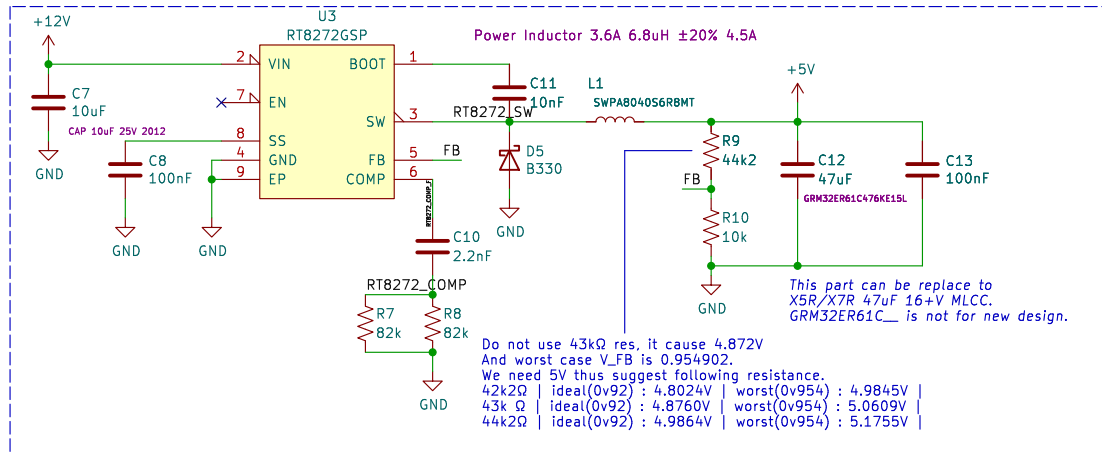 +12V
U3
RT8272GSP
Power Inductor 3.6A 6.8uH ±20% 4.5A
2
VIN
BOOT
1
+5V
C7
10uF
7
EN
C11
10nF
L1
SWPA8040S6R8MT
CAP 10uF 25V 2012
RT8272_SW
SW
3
GND
8
SS
C8
100nF
4
GND
FB
5
FB
D5
B330
R9
44k2
C12
47uF
C13
100nF
9
EP
COMP
6
FB
GRM32ER61C476KE15L
RT8272_COMP_F
R10
10k
GND
GND
GND
C10
2.2nF
RT8272_COMP
GND
This part can be replace to
X5R/X7R 47uF 16+V MLCC.
GRM32ER61C__ is not for new design.
R7
82k
R8
82k
GND
Do not use 43kΩ res, it cause 4.872V
And worst case V_FB is 0.954902.
We need 5V thus suggest following resistance.
42k2Ω | ideal(0v92) : 4.8024V | worst(0v954) : 4.9845V |
43k Ω | ideal(0v92) : 4.8760V | worst(0v954) : 5.0609V |
44k2Ω | ideal(0v92) : 4.9864V | worst(0v954) : 5.1755V |